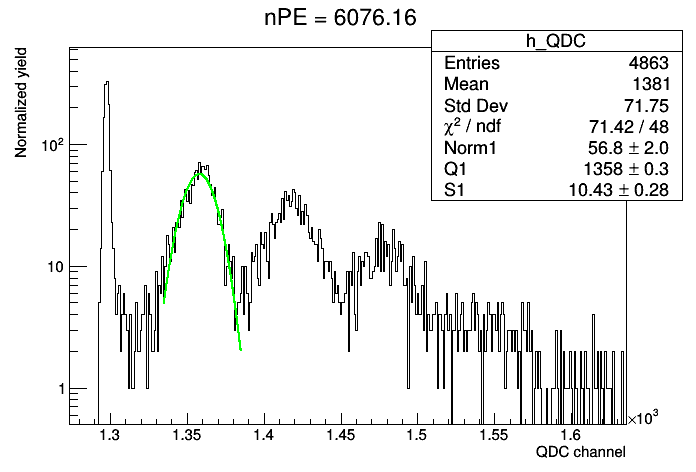 nPE = 6076.16
h_QDC
Entries 4863
Mean 1381
Std Dev 71.75
χ² / ndf 71.42 / 48
Norm1 56.8 ± 2.0
Q1 1358 ± 0.3
S1 10.43 ± 0.28
Normalized yield
10²
10
1
1.3 1.35 1.4 1.45 1.5 1.55 1.6
×10³
QDC channel